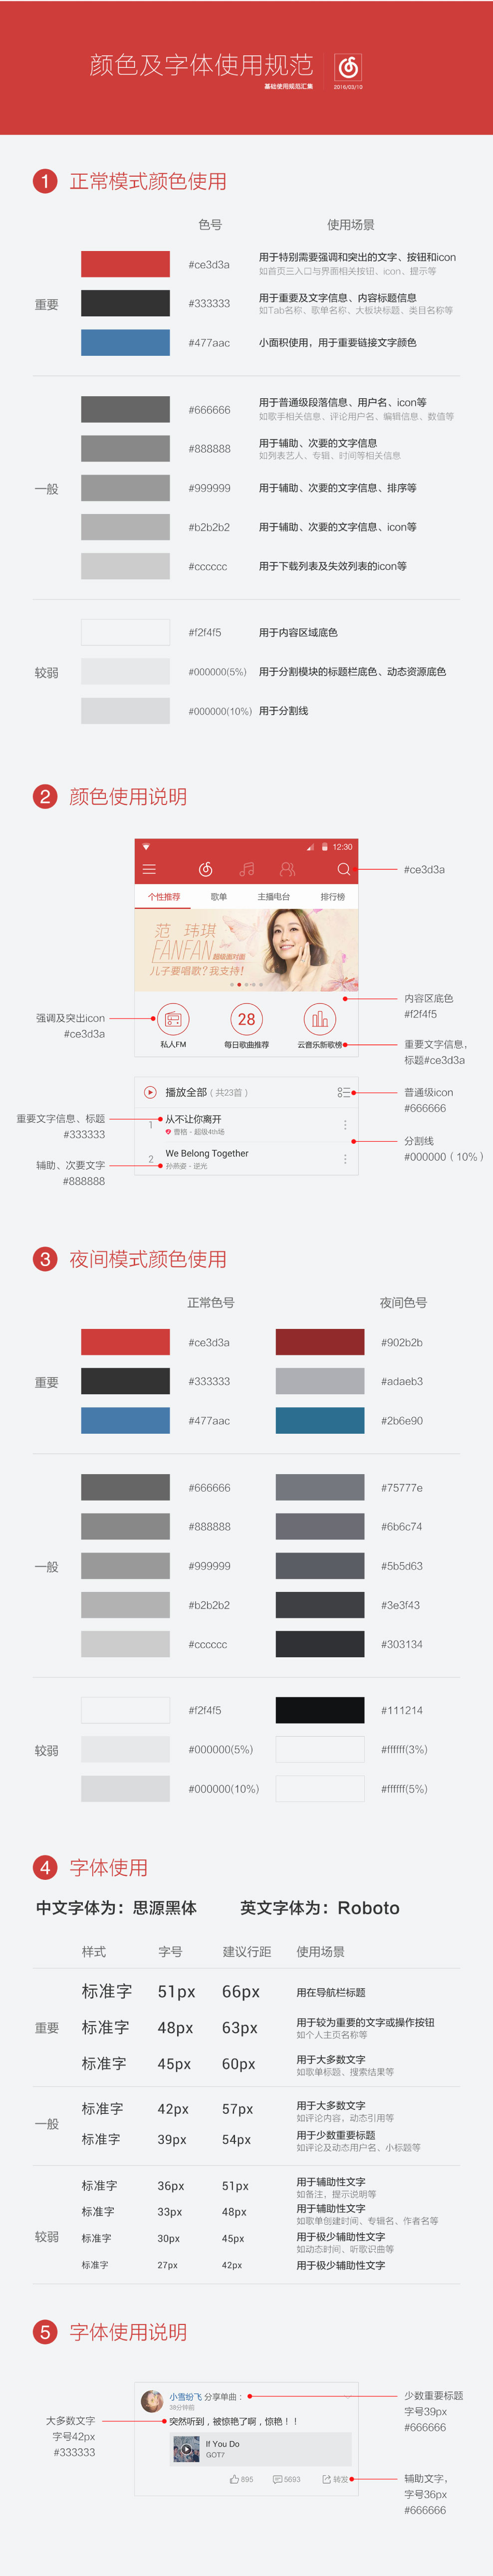 颜色及字体使用规范
基础使用规范汇集
2016/03/10
1 正常模式颜色使用
色号 使用场景
重要
#ce3d3a 用于特别需要强调和突出的文字、按钮和icon
如首页三入口与界面相关按钮、icon、提示等
#333333 用于重要及文字信息、内容标题信息
如Tab名称、歌单名称、大板块标题、类目名称等
#477aac 小面积使用，用于重要链接文字颜色
一般
#666666 用于普通级段落信息、用户名、icon等
如歌手相关信息、评论用户名、编辑信息、数值等
#888888 用于辅助、次要的文字信息
如列表艺人、专辑、时间等相关信息
#999999 用于辅助、次要的文字信息、排序等
#b2b2b2 用于辅助、次要的文字信息、icon等
#cccccc 用于下载列表及失效列表的icon等
较弱
#f2f4f5 用于内容区域底色
#000000(5%) 用于分割模块的标题栏底色、动态资源底色
#000000(10%) 用于分割线
2 颜色使用说明
12:30
#ce3d3a
个性推荐 歌单 主播电台 排行榜
范 玮琪
FANFAN 超级面对面
儿子要唱歌？我支持！
内容区底色
#f2f4f5
强调及突出icon
#ce3d3a
28
私人FM 每日歌曲推荐 云音乐新歌榜
重要文字信息，
标题#ce3d3a
播放全部（共23首）
普通级icon
#666666
重要文字信息、标题
#333333
1 从不让你离开
曾格 - 超级4th场
分割线
#000000（10%）
2 We Belong Together
孙燕姿 - 逆光
辅助、次要文字
#888888
3 夜间模式颜色使用
正常色号 夜间色号
重要
#ce3d3a #902b2b
#333333 #adaeb3
#477aac #2b6e90
一般
#666666 #75777e
#888888 #6b6c74
#999999 #5b5d63
#b2b2b2 #3e3f43
#cccccc #303134
较弱
#f2f4f5 #111214
#000000(5%) #ffffff(3%)
#000000(10%) #ffffff(5%)
4 字体使用
中文字体为：思源黑体 英文字体为：Roboto
样式 字号 建议行距 使用场景
重要
标准字 51px 66px 用在导航栏标题
标准字 48px 63px 用于较为重要的文字或操作按钮
如个人主页名称等
标准字 45px 60px 用于大多数文字
如歌单标题、搜索结果等
一般
标准字 42px 57px 用于大多数文字
如评论内容，动态引用等
标准字 39px 54px 用于少数重要标题
如评论及动态用户名、小标题等
较弱
标准字 36px 51px 用于辅助性文字
如备注，提示说明等
标准字 33px 48px 用于辅助性文字
如歌单创建时间、专辑名、作者名等
标准字 30px 45px 用于极少辅助性文字
如动态时间、听歌识曲等
标准字 27px 42px 用于极少辅助性文字
5 字体使用说明
小雪纷飞 分享单曲：
38分钟前
少数重要标题
字号39px
#666666
大多数文字
字号42px
#333333
突然听到，被惊艳了啊，惊艳！！
If You Do
GOT7
895 5693 转发
辅助文字，
字号36px
#666666